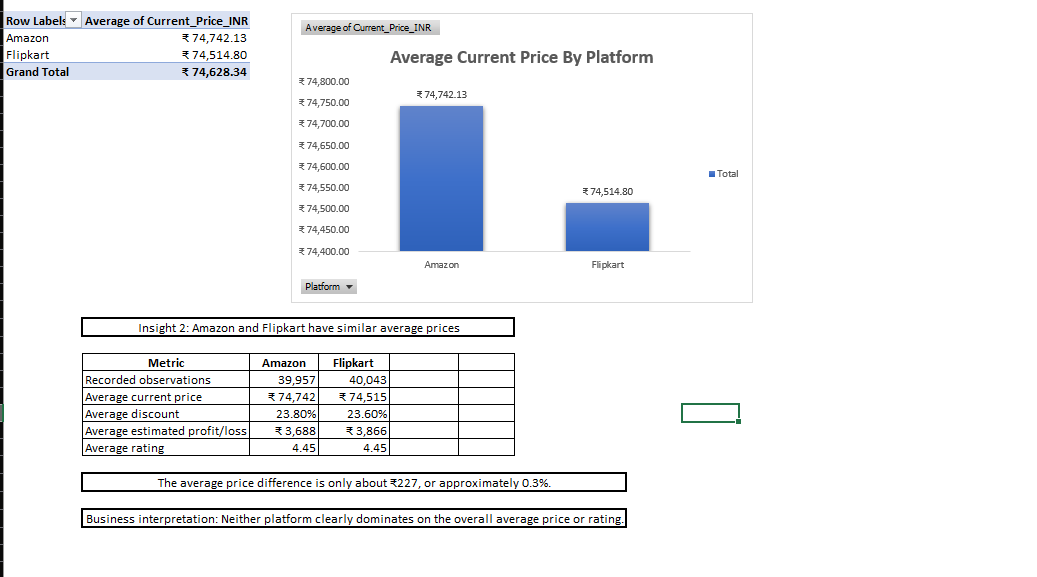 Row Labels Average of Current_Price_INR
Amazon ₹ 74,742.13
Flipkart ₹ 74,514.80
Grand Total ₹ 74,628.34
Average of Current_Price_INR
Average Current Price By Platform
₹ 74,800.00
₹ 74,750.00
₹ 74,700.00
₹ 74,650.00
₹ 74,600.00
₹ 74,550.00
₹ 74,500.00
₹ 74,450.00
₹ 74,400.00
₹ 74,742.13
₹ 74,514.80
Amazon
Flipkart
Total
Platform
Insight 2: Amazon and Flipkart have similar average prices
Metric Amazon Flipkart
Recorded observations 39,957 40,043
Average current price ₹ 74,742 ₹ 74,515
Average discount 23.80% 23.60%
Average estimated profit/loss ₹ 3,688 ₹ 3,866
Average rating 4.45 4.45
The average price difference is only about ₹227, or approximately 0.3%.
Business interpretation: Neither platform clearly dominates on the overall average price or rating.